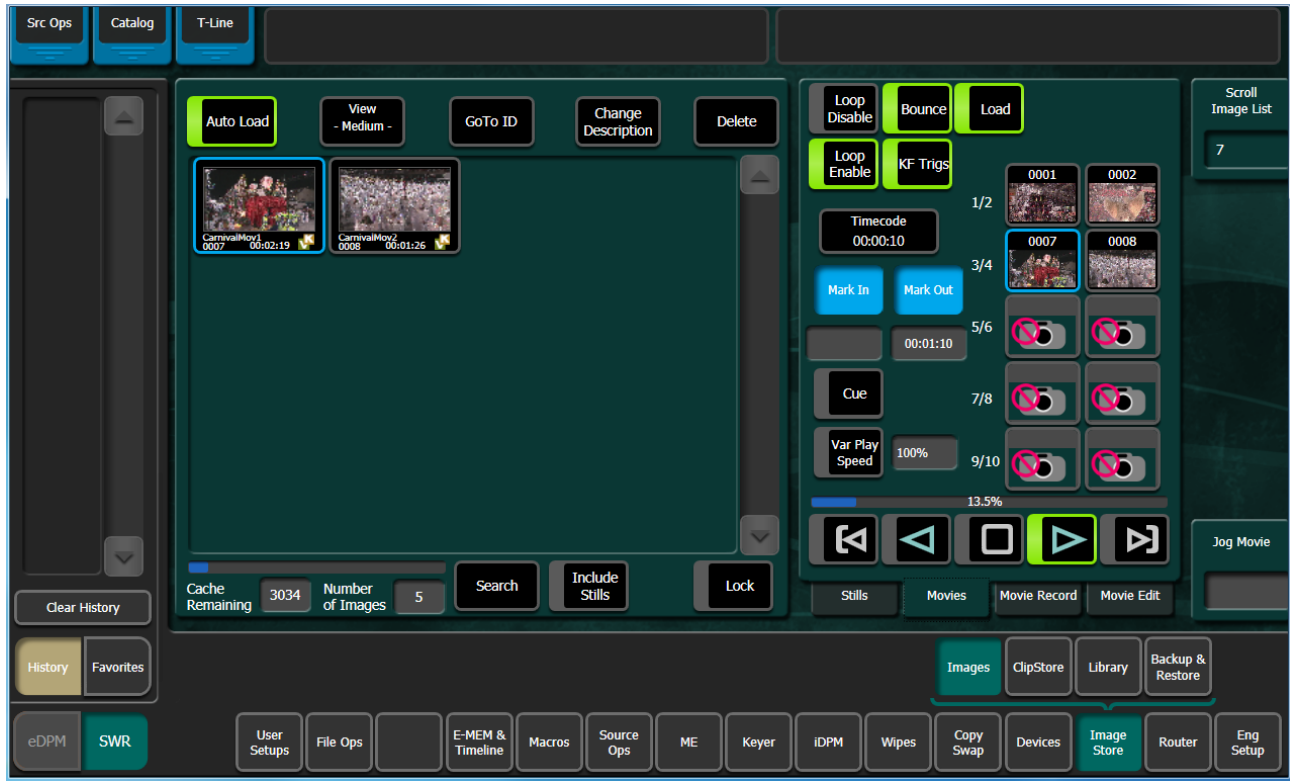 Src Ops
Catalog
T-Line
Auto Load
View
- Medium -
GoTo ID
Change
Description
Delete
CarnivalMov1
0007 00:02:19
CarnivalMov2
0008 00:01:26
Cache
Remaining
3034
Number
of Images
5
Search
Include
Stills
Lock
Loop
Disable
Bounce
Load
Loop
Enable
KF Trigs
Timecode
00:00:10
Mark In
Mark Out
00:01:10
Cue
Var Play
Speed
100%
1/2
0001
0002
3/4
0007
0008
5/6
7/8
9/10
13.5%
Stills
Movies
Movie Record
Movie Edit
Scroll
Image List
7
Jog Movie
Clear History
History
Favorites
Images
ClipStore
Library
Backup &
Restore
eDPM
SWR
User
Setups
File Ops
E-MEM &
Timeline
Macros
Source
Ops
ME
Keyer
iDPM
Wipes
Copy
Swap
Devices
Image
Store
Router
Eng
Setup